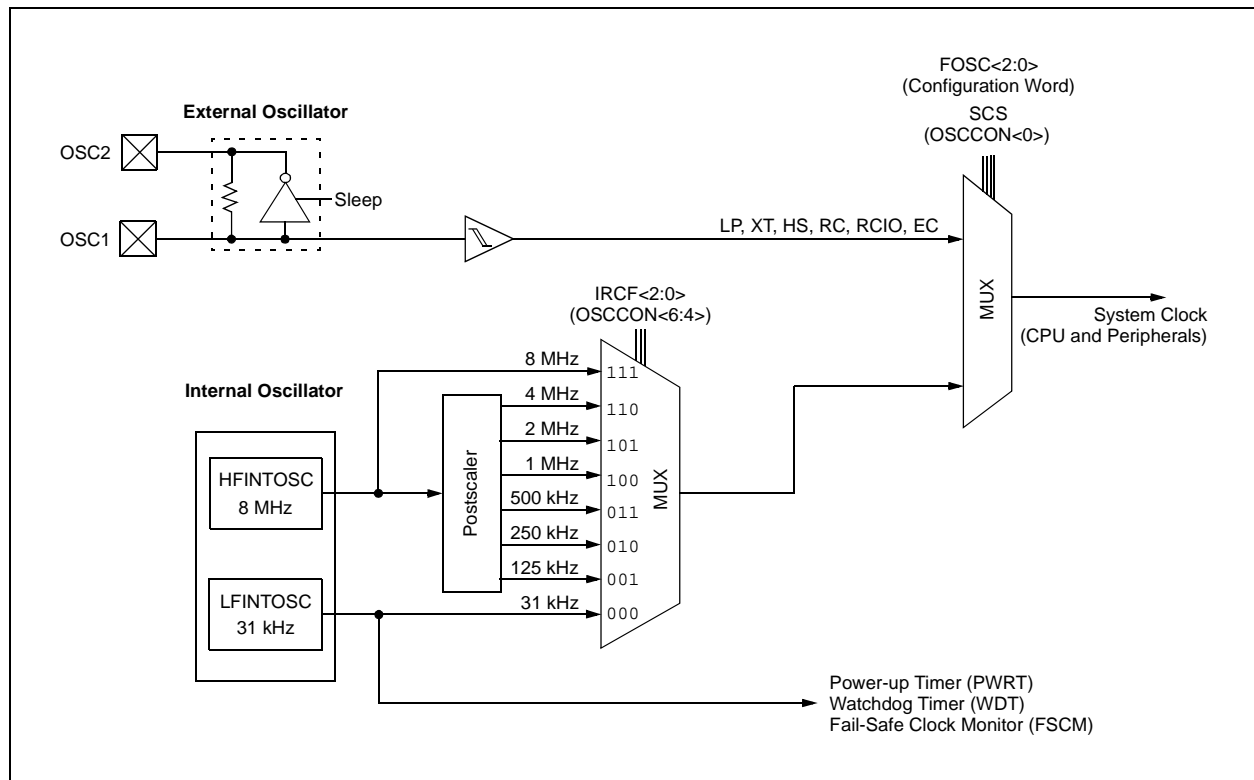 FOSC<2:0>
(Configuration Word)
SCS
(OSCCON<0>)
External Oscillator
OSC2
Sleep
OSC1
LP, XT, HS, RC, RCIO, EC
MUX
System Clock
(CPU and Peripherals)
IRCF<2:0>
(OSCCON<6:4>)
Internal Oscillator
HFINTOSC
8 MHz
LFINTOSC
31 kHz
Postscaler
8 MHz
111
4 MHz
110
2 MHz
101
1 MHz
100
500 kHz
011
250 kHz
010
125 kHz
001
31 kHz
000
MUX
Power-up Timer (PWRT)
Watchdog Timer (WDT)
Fail-Safe Clock Monitor (FSCM)